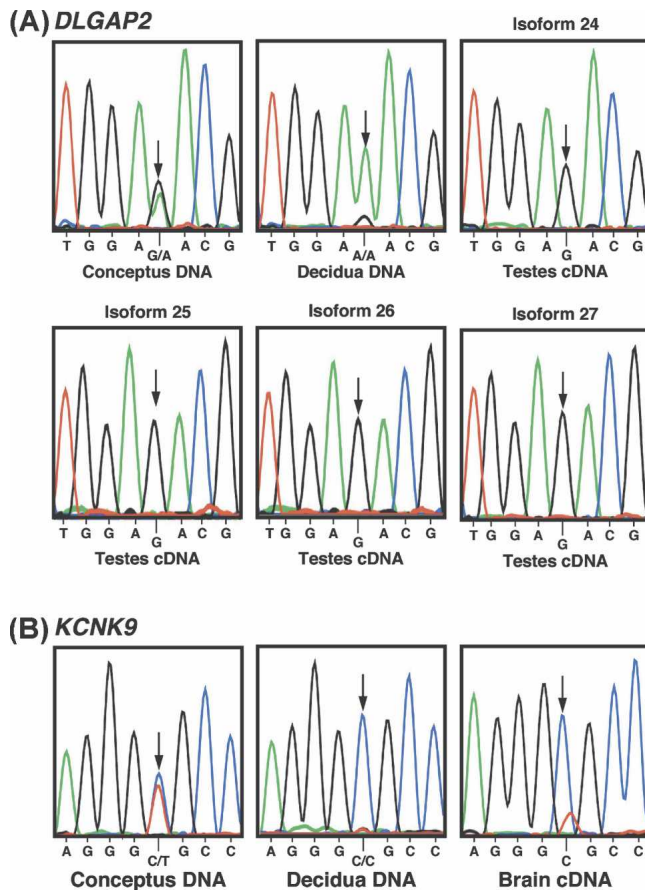 (A) DLGAP2
Isoform 24
T G G A G/A A C G
Conceptus DNA
T G G A A/A A C G
Decidua DNA
T G G A G A C G
Testes cDNA
Isoform 25
Isoform 26
Isoform 27
T G G A G A C G
Testes cDNA
T G G A G A C G
Testes cDNA
T G G A G A C G
Testes cDNA
(B) KCNK9
A G G G C/T G C C
Conceptus DNA
A G G G C/C G C C
Decidua DNA
A G G G C G C C
Brain cDNA